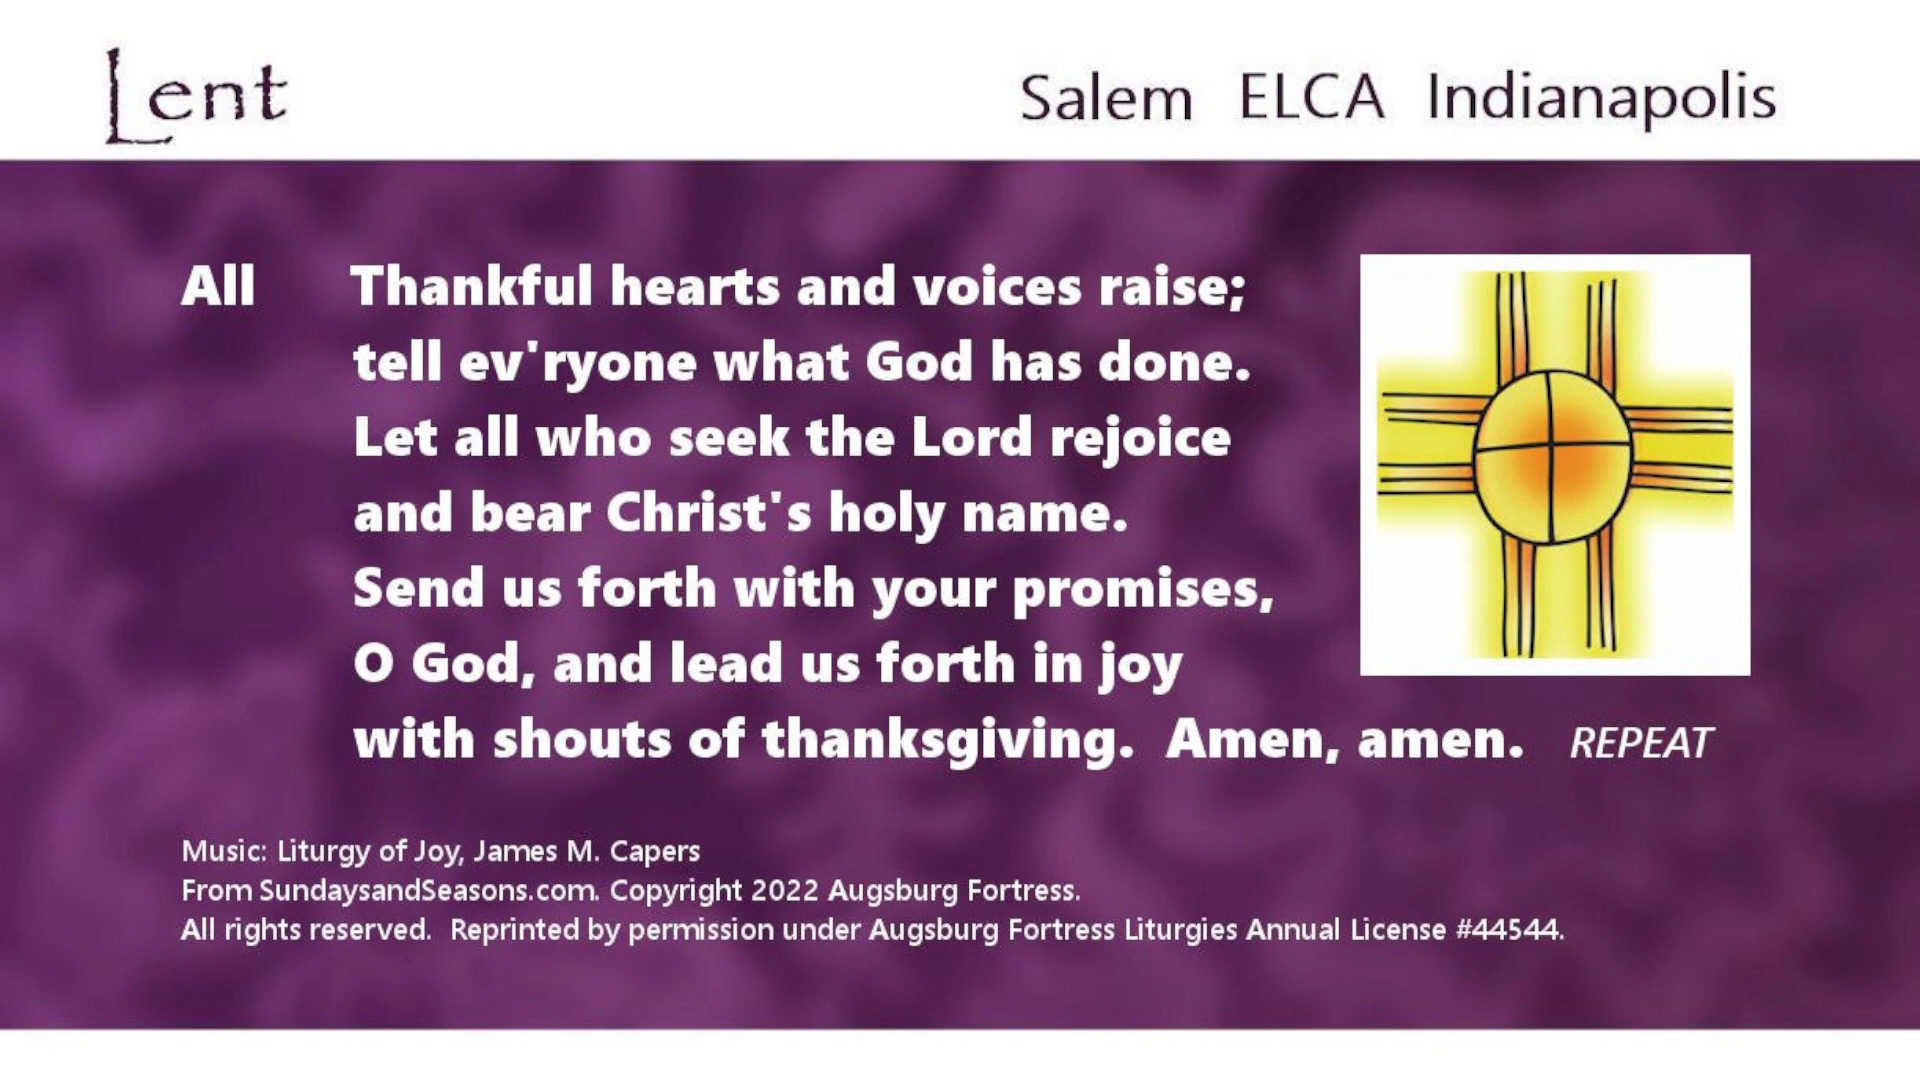 Lent
Salem ELCA Indianapolis
All Thankful hearts and voices raise;
tell ev'ryone what God has done.
Let all who seek the Lord rejoice
and bear Christ's holy name.
Send us forth with your promises,
O God, and lead us forth in joy
with shouts of thanksgiving. Amen, amen. REPEAT
Music: Liturgy of Joy, James M. Capers
From SundaysandSeasons.com. Copyright 2022 Augsburg Fortress.
All rights reserved. Reprinted by permission under Augsburg Fortress Liturgies Annual License #44544.